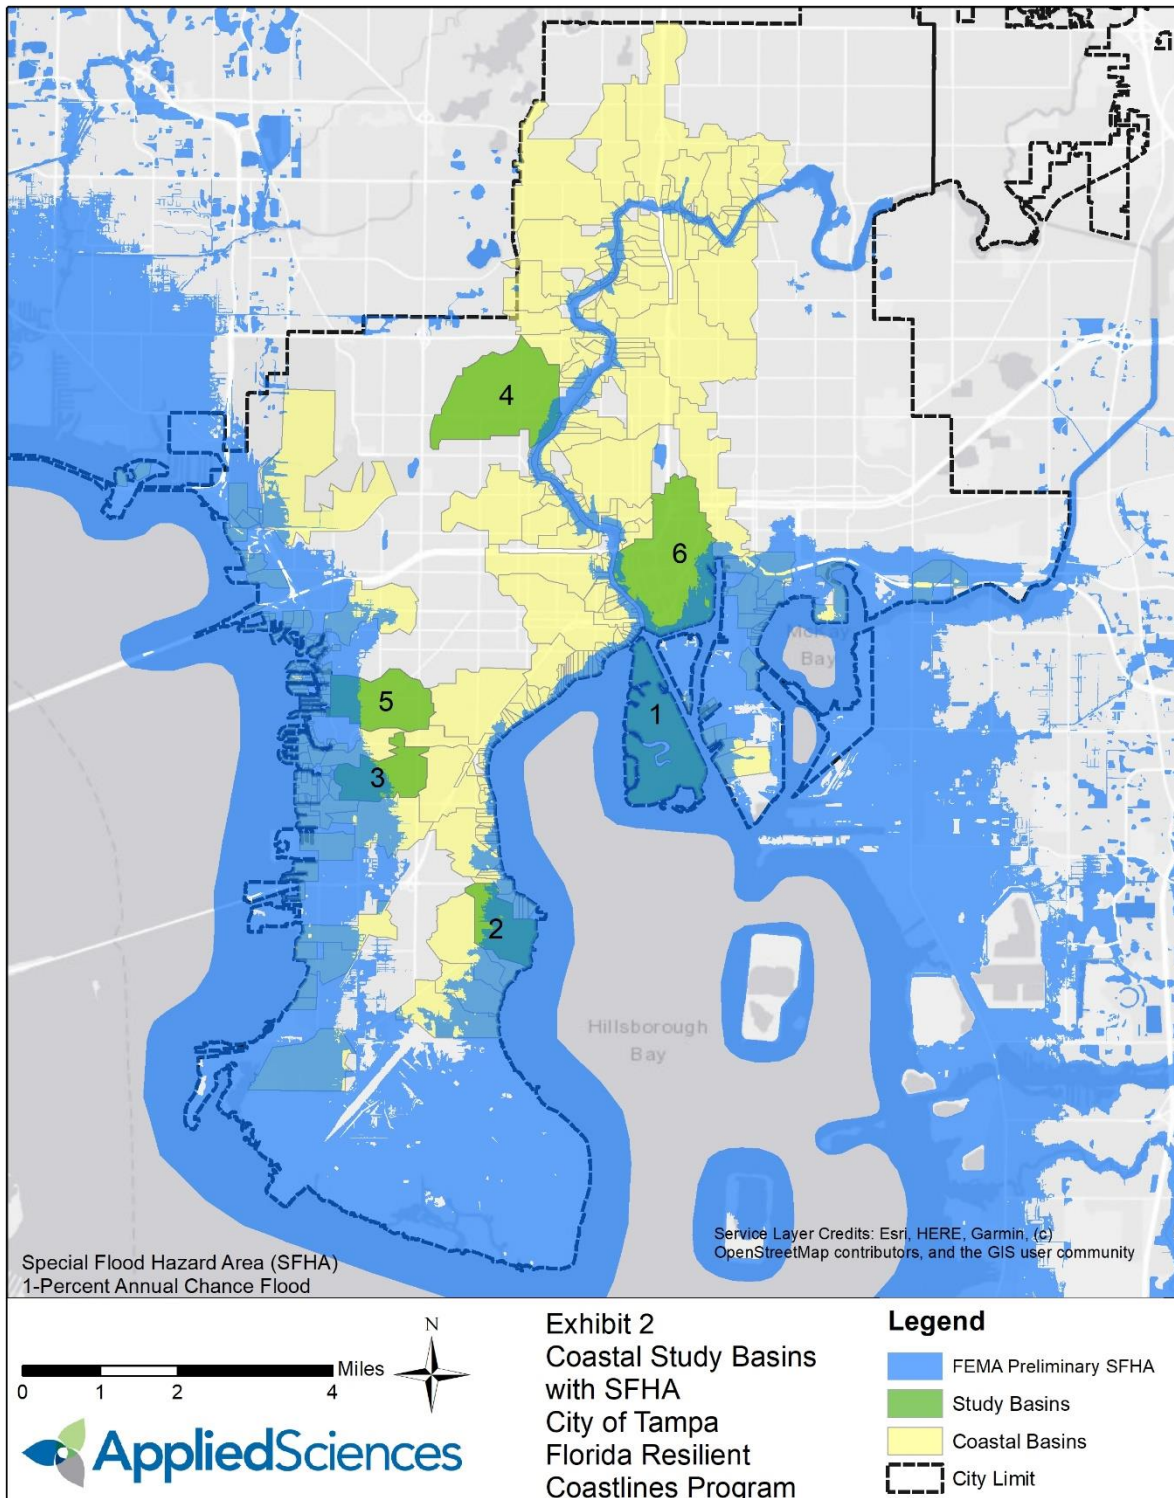 4
6
McKay
Bay
5
1
3
2
Hillsborough
Bay
Service Layer Credits: Esri, HERE, Garmin, (c)
OpenStreetMap contributors, and the GIS user community
Special Flood Hazard Area (SFHA)
1-Percent Annual Chance Flood
Miles
0 1 2 4
N
AppliedSciences
Exhibit 2
Coastal Study Basins
with SFHA
City of Tampa
Florida Resilient
Coastlines Program
Legend
FEMA Preliminary SFHA
Study Basins
Coastal Basins
City Limit